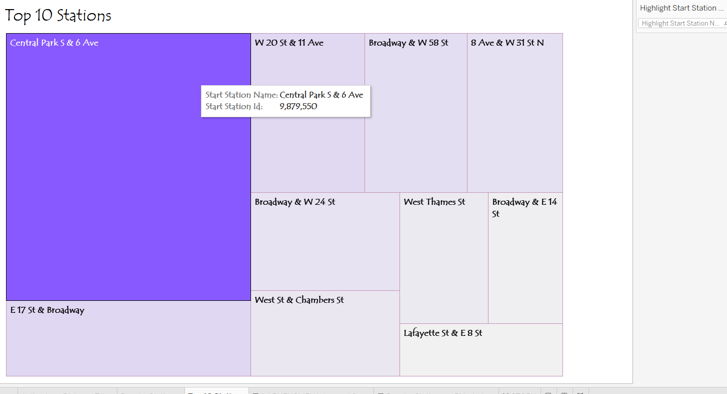 Top 10 Stations
Highlight Start Station ...
Highlight Start Station N...
Central Park S & 6 Ave
W 20 St & 11 Ave
Broadway & W 58 St
8 Ave & W 31 St N
Start Station Name: Central Park S & 6 Ave
Start Station Id: 9,879,550
Broadway & W 24 St
West Thames St
Broadway & E 14
St
West St & Chambers St
E 17 St & Broadway
Lafayette St & E 8 St